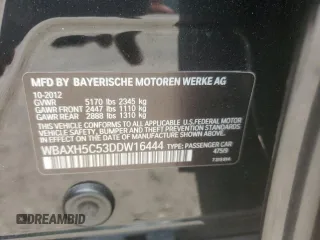 MFD BY BAYERISCHE MOTOREN WERKE AG
10-2012
GVWR 5170 lbs 2345 kg
GAWR FRONT 2447 lbs 1110 kg
GAWR REAR 2888 lbs 1310 kg
THIS VEHICLE CONFORMS TO ALL APPLICABLE U.S. FEDERAL MOTOR
VEHICLE SAFETY, BUMPER AND THEFT PREVENTION STANDARDS
IN EFFECT ON THE DATE OF MANUFACTURE SHOWN ABOVE.
WBAXH5C53DDW16444 TYPE: PASSENGER CAR
475/9
DREAMBID